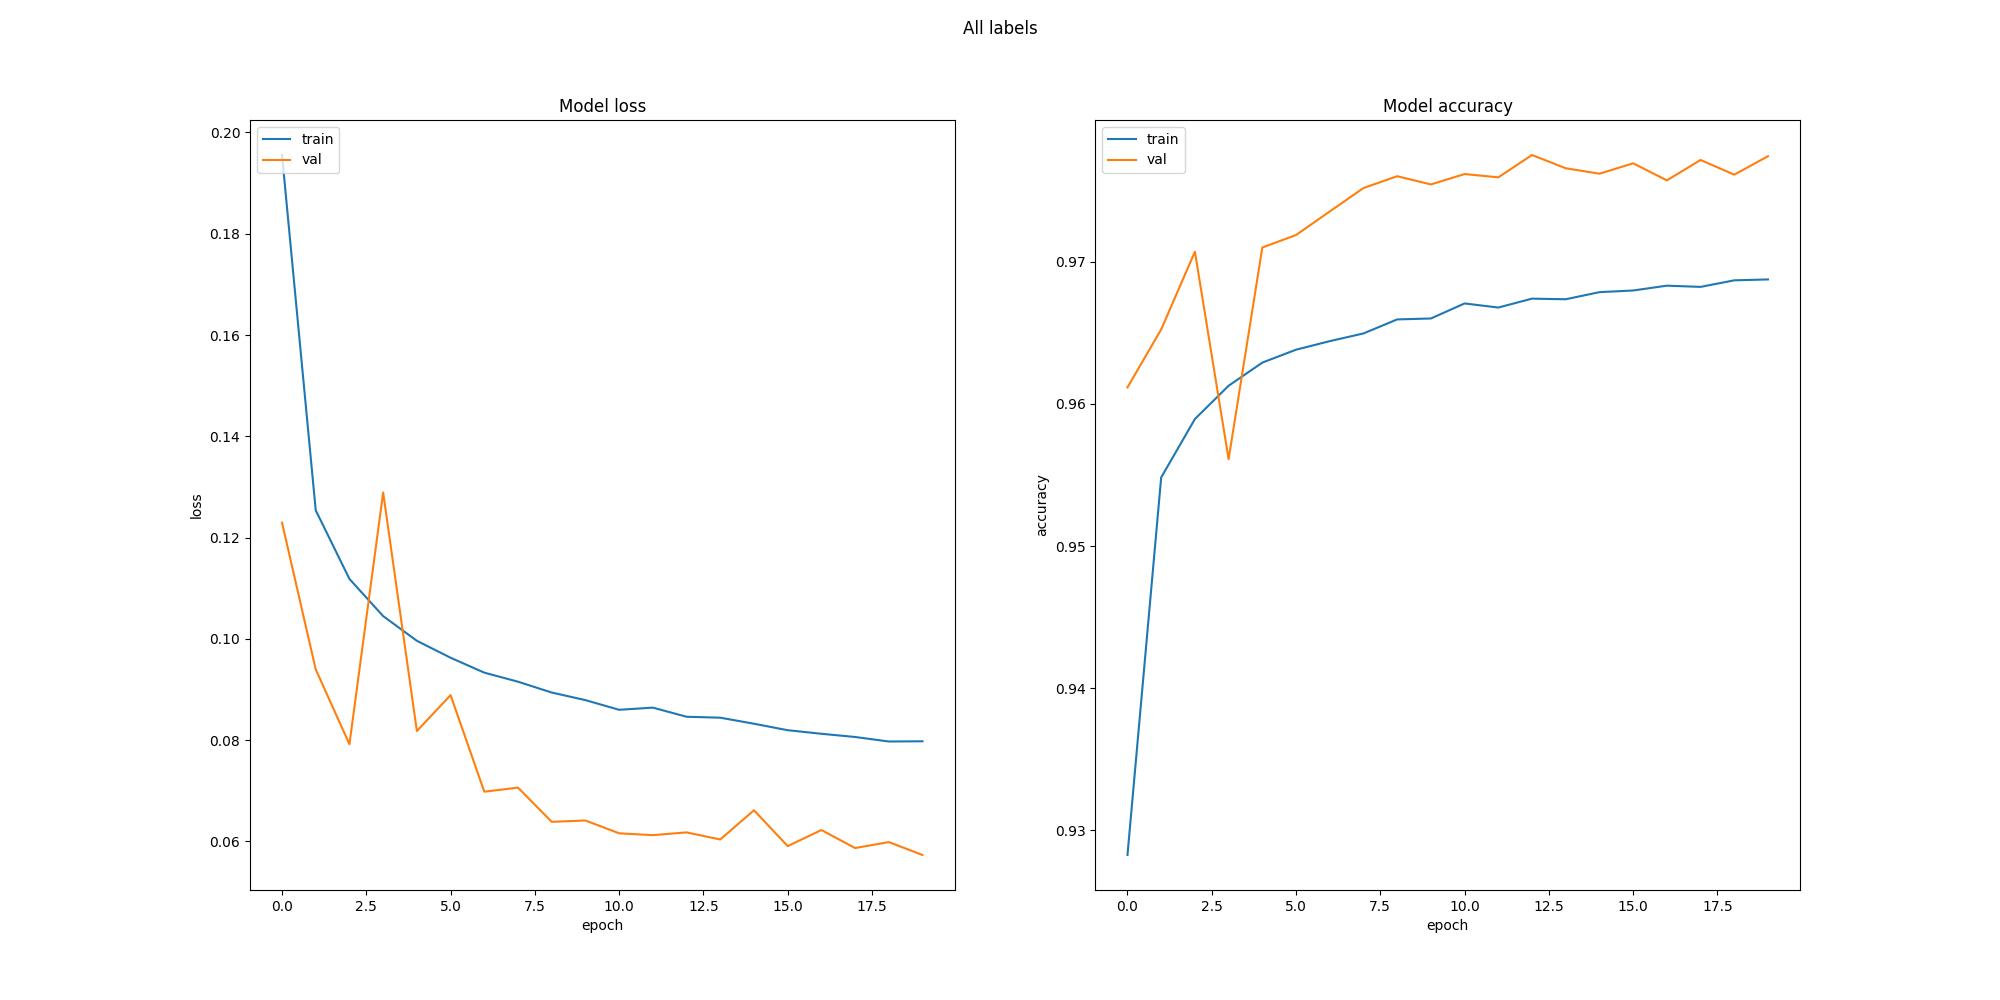 All labels
Model loss
train
val
0.20
0.18
0.16
0.14
0.12
0.10
0.08
0.06
loss
0.0 2.5 5.0 7.5 10.0 12.5 15.0 17.5
epoch
Model accuracy
train
val
0.97
0.96
0.95
0.94
0.93
accuracy
0.0 2.5 5.0 7.5 10.0 12.5 15.0 17.5
epoch